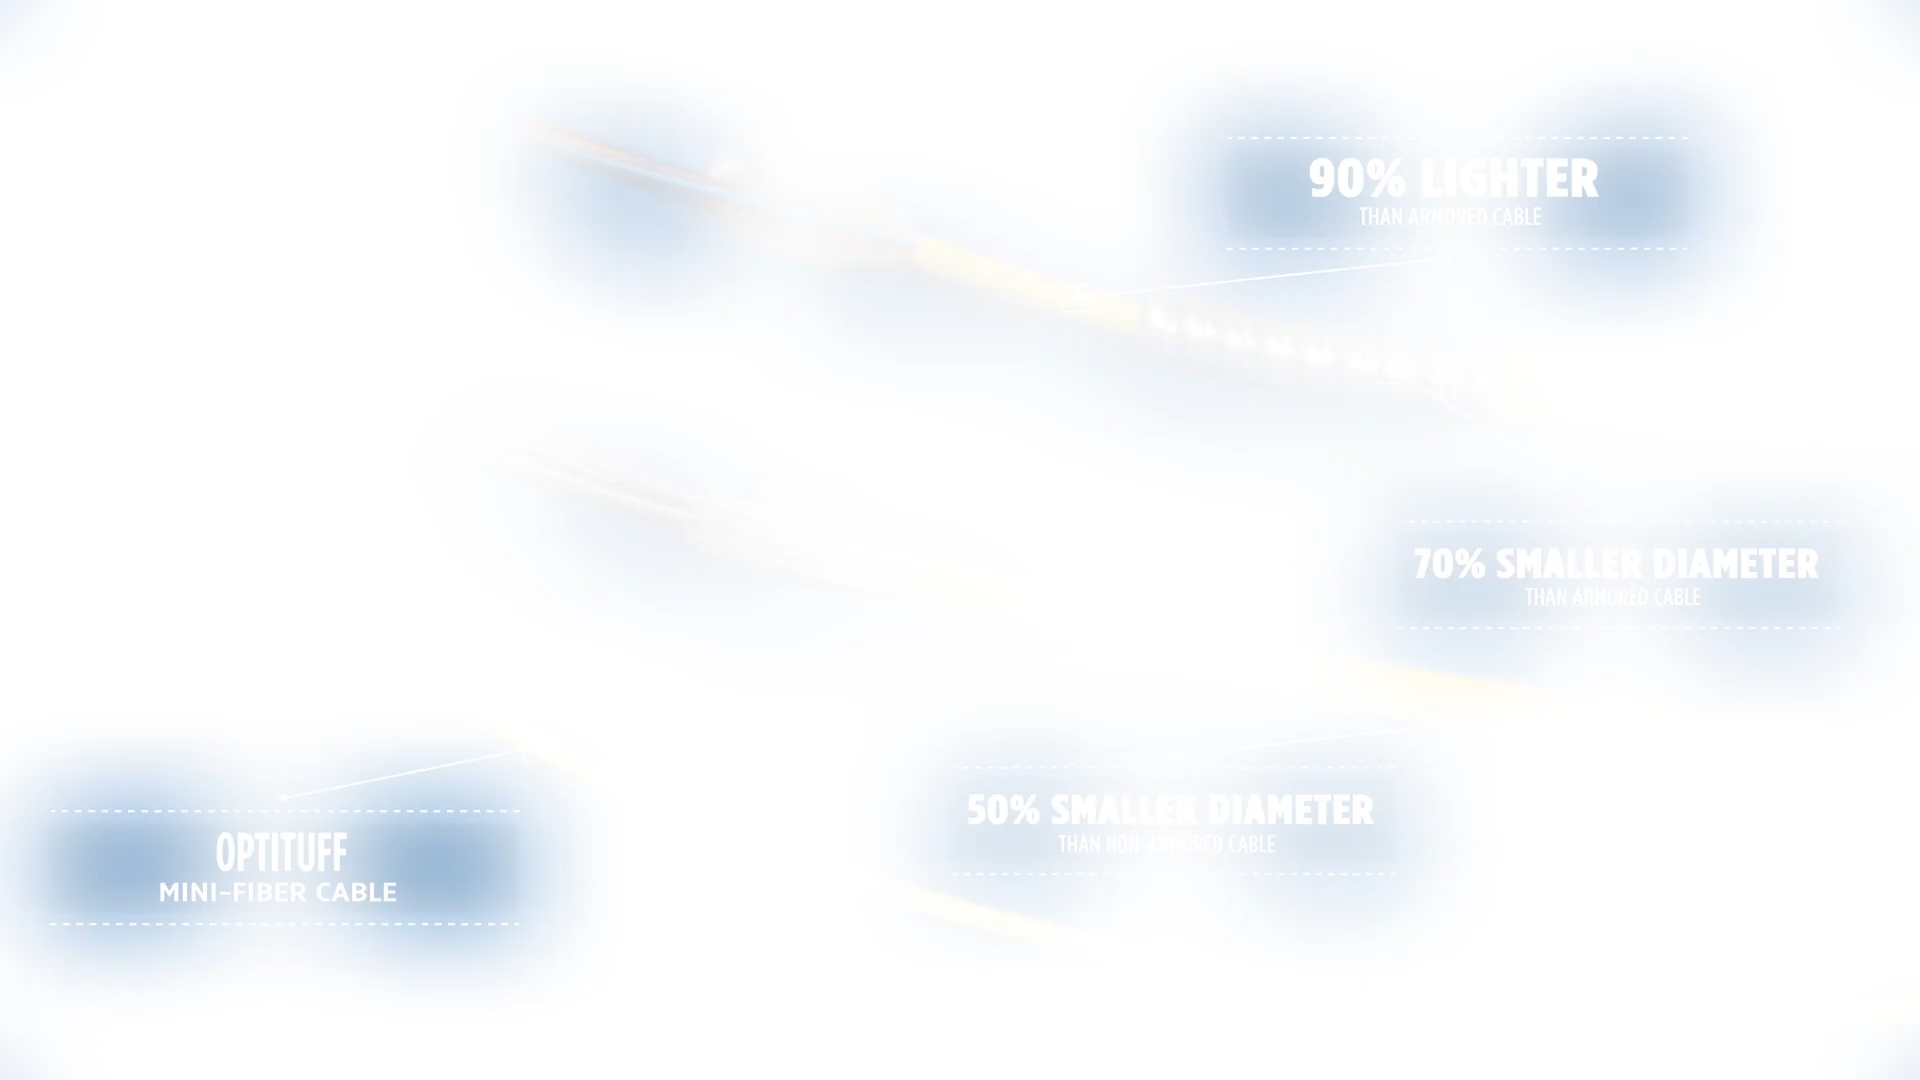 90% LIGHTER
THAN ARMORED CABLE
70% SMALLER DIAMETER
THAN ARMORED CABLE
50% SMALLER DIAMETER
THAN NON-ARMORED CABLE
OPTITUFF
MINI-FIBER CABLE